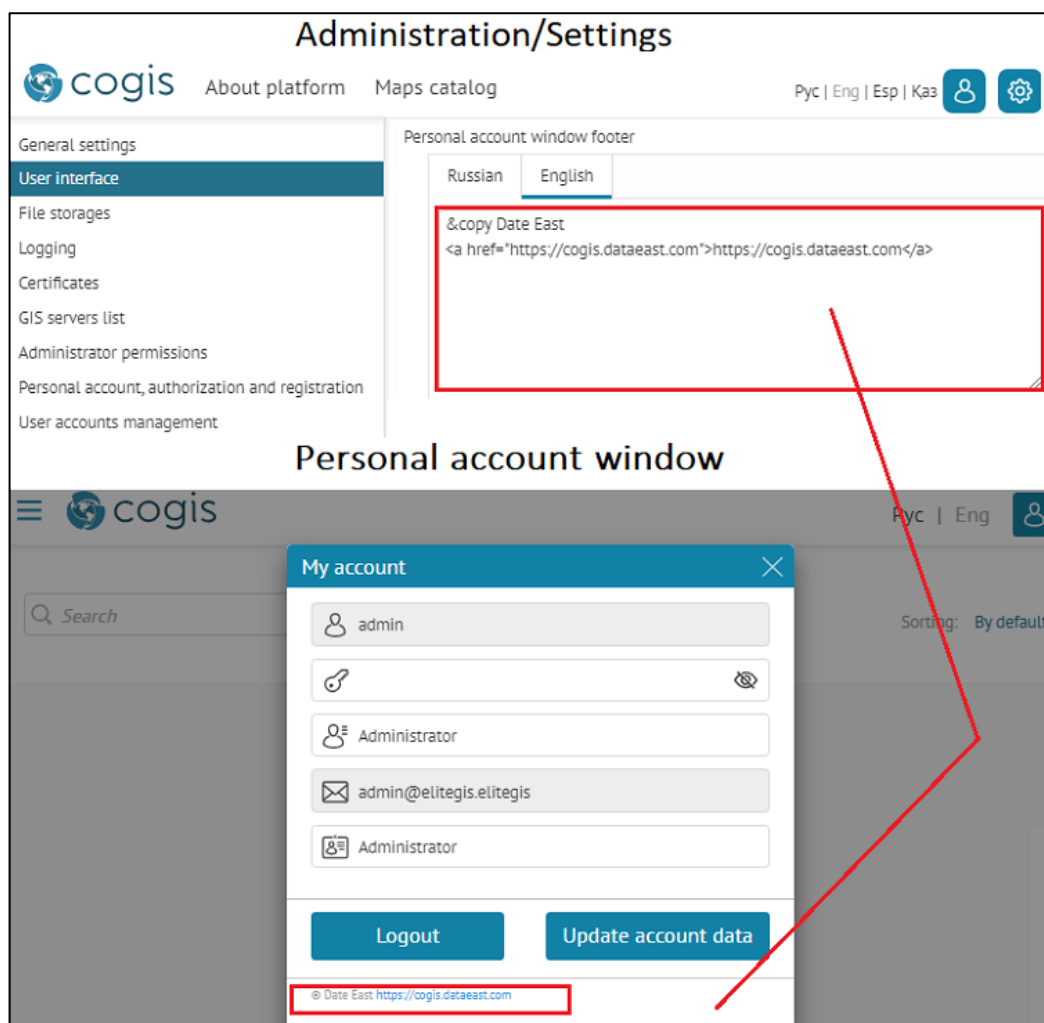 Administration/Settings
cogis About platform Maps catalog Рус | Eng | Esp | Қаз
General settings
User interface
File storages
Logging
Certificates
GIS servers list
Administrator permissions
Personal account, authorization and registration
User accounts management
Personal account window footer
Russian English
&copy Date East
<a href="https://cogis.dataeast.com">https://cogis.dataeast.com</a>
Personal account window
cogis Рус | Eng
Search
Sorting: By default
My account
admin
Administrator
admin@elitegis.elitegis
Administrator
Logout Update account data
© Date East https://cogis.dataeast.com